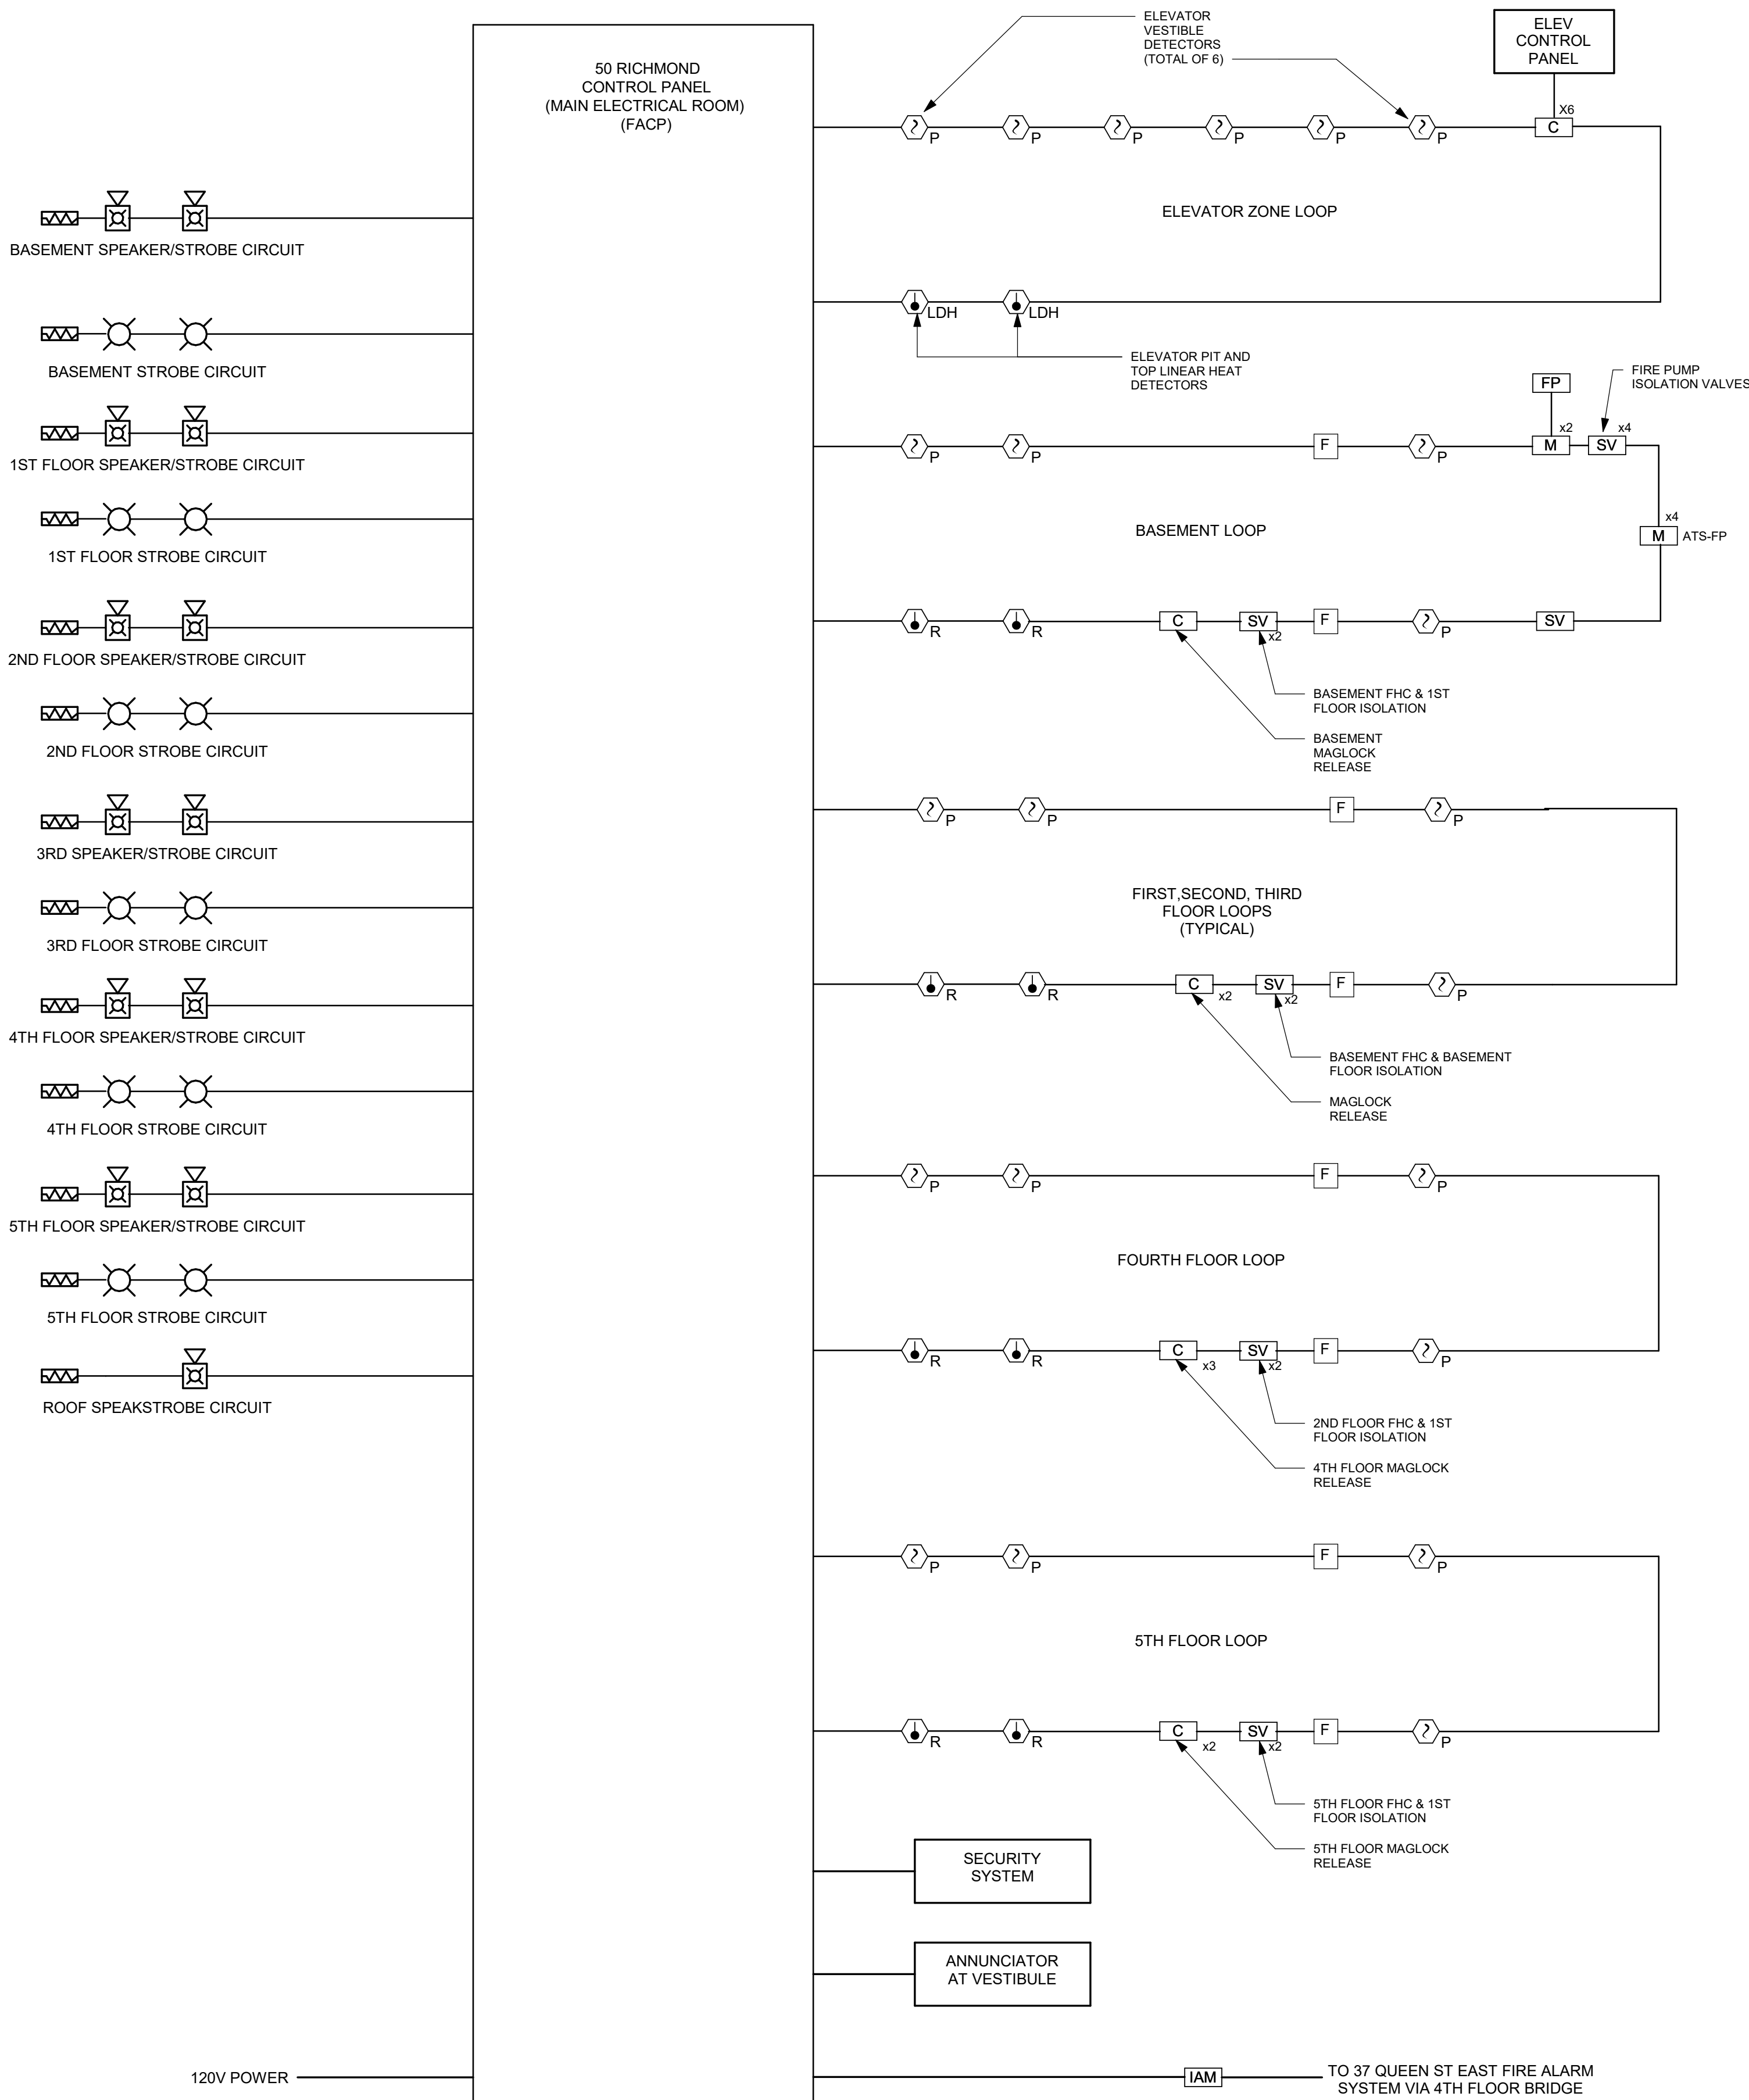 50 RICHMOND
CONTROL PANEL
(MAIN ELECTRICAL ROOM)
(FACP)
BASEMENT SPEAKER/STROBE CIRCUIT
BASEMENT STROBE CIRCUIT
1ST FLOOR SPEAKER/STROBE CIRCUIT
1ST FLOOR STROBE CIRCUIT
2ND FLOOR SPEAKER/STROBE CIRCUIT
2ND FLOOR STROBE CIRCUIT
3RD SPEAKER/STROBE CIRCUIT
3RD FLOOR STROBE CIRCUIT
4TH FLOOR SPEAKER/STROBE CIRCUIT
4TH FLOOR STROBE CIRCUIT
5TH FLOOR SPEAKER/STROBE CIRCUIT
5TH FLOOR STROBE CIRCUIT
ROOF SPEAKSTROBE CIRCUIT
120V POWER
ELEVATOR
VESTIBLE
DETECTORS
(TOTAL OF 6)
ELEV
CONTROL
PANEL
X6
P P P P P P C
ELEVATOR ZONE LOOP
LDH LDH
ELEVATOR PIT AND
TOP LINEAR HEAT
DETECTORS
FP
FIRE PUMP
ISOLATION VALVES
x2 x4
P P F P M SV
BASEMENT LOOP
x4
M ATS-FP
R R C SV x2 F P SV
BASEMENT FHC & 1ST
FLOOR ISOLATION
BASEMENT
MAGLOCK
RELEASE
P P F P
FIRST,SECOND, THIRD
FLOOR LOOPS
(TYPICAL)
R R C x2 SV x2 F P
BASEMENT FHC & BASEMENT
FLOOR ISOLATION
MAGLOCK
RELEASE
P P F P
FOURTH FLOOR LOOP
R R C x3 SV x2 F P
2ND FLOOR FHC & 1ST
FLOOR ISOLATION
4TH FLOOR MAGLOCK
RELEASE
P P F P
5TH FLOOR LOOP
R R C x2 SV x2 F P
5TH FLOOR FHC & 1ST
FLOOR ISOLATION
5TH FLOOR MAGLOCK
RELEASE
SECURITY
SYSTEM
ANNUNCIATOR
AT VESTIBULE
IAM
TO 37 QUEEN ST EAST FIRE ALARM
SYSTEM VIA 4TH FLOOR BRIDGE